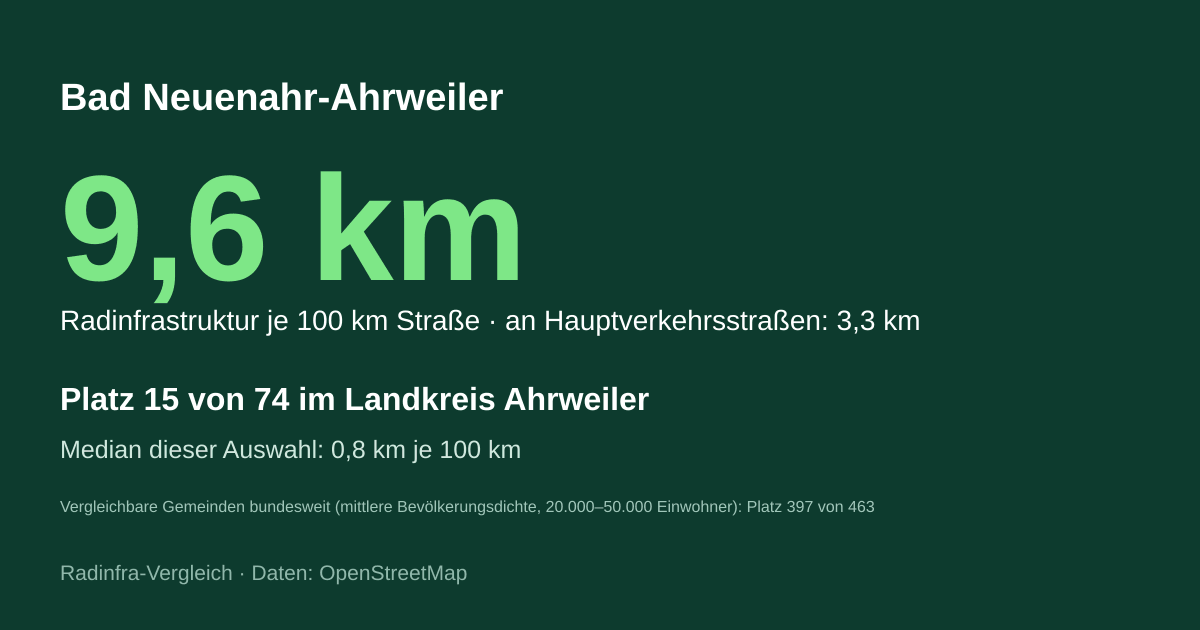 Bad Neuenahr-Ahrweiler
9,6 km
Radinfrastruktur je 100 km Straße · an Hauptverkehrsstraßen: 3,3 km
Platz 15 von 74 im Landkreis Ahrweiler
Median dieser Auswahl: 0,8 km je 100 km
Vergleichbare Gemeinden bundesweit (mittlere Bevölkerungsdichte, 20.000–50.000 Einwohner): Platz 397 von 463
Radinfra-Vergleich · Daten: OpenStreetMap